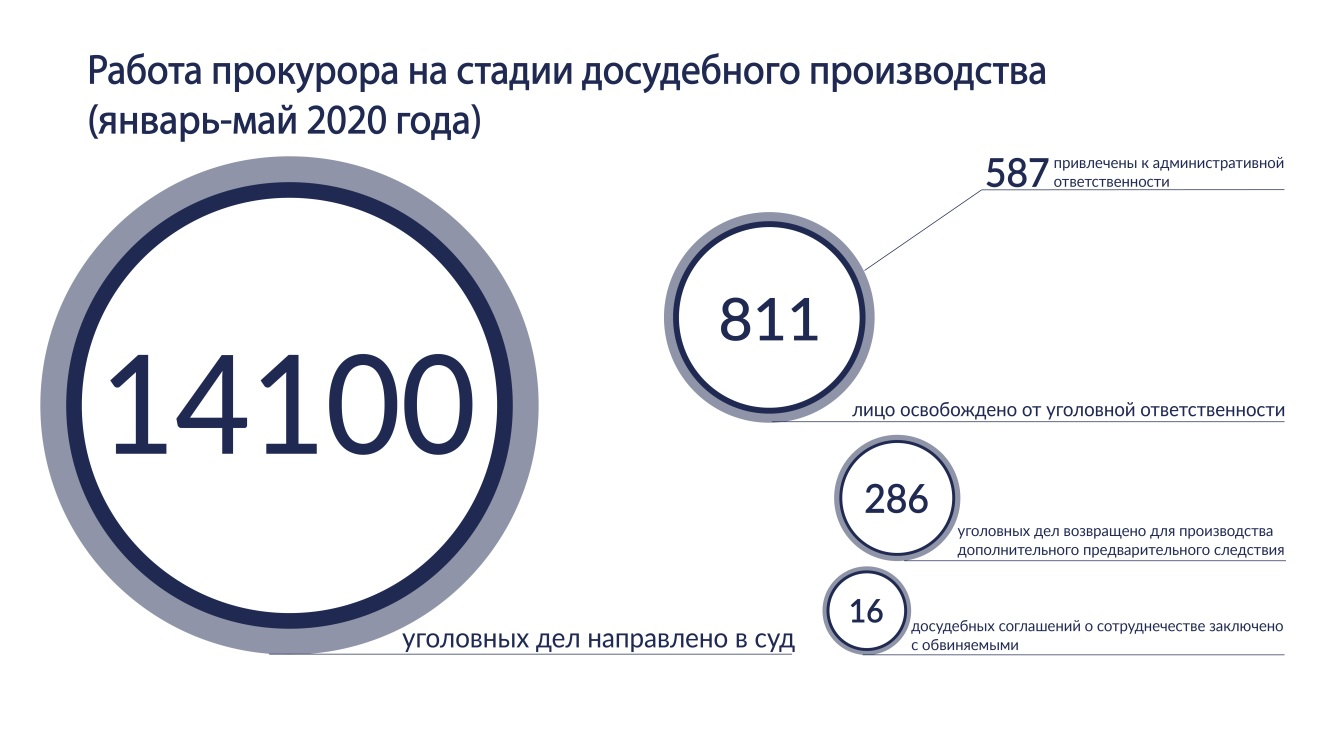 Работа прокурора на стадии досудебного производства
(январь-май 2020 года)
14100
уголовных дел направлено в суд
587 привлечены к административной
ответственности
811
лицо освобождено от уголовной ответственности
286
уголовных дел возвращено для производства
дополнительного предварительного следствия
16
досудебных соглашений о сотруднечестве заключено
с обвиняемыми